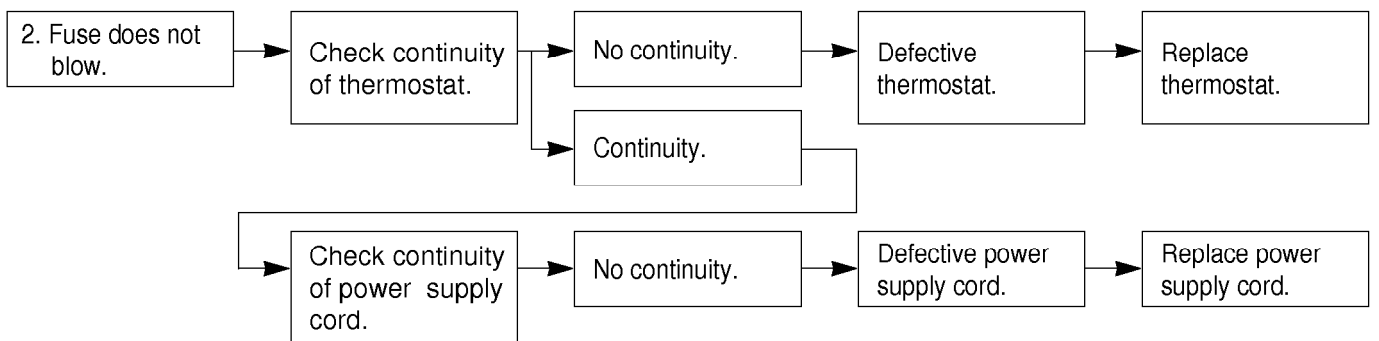 2. Fuse does not
blow.
Check continuity
of thermostat.
No continuity.
Defective
thermostat.
Replace
thermostat.
Continuity.
Check continuity
of power supply
cord.
No continuity.
Defective power
supply cord.
Replace power
supply cord.